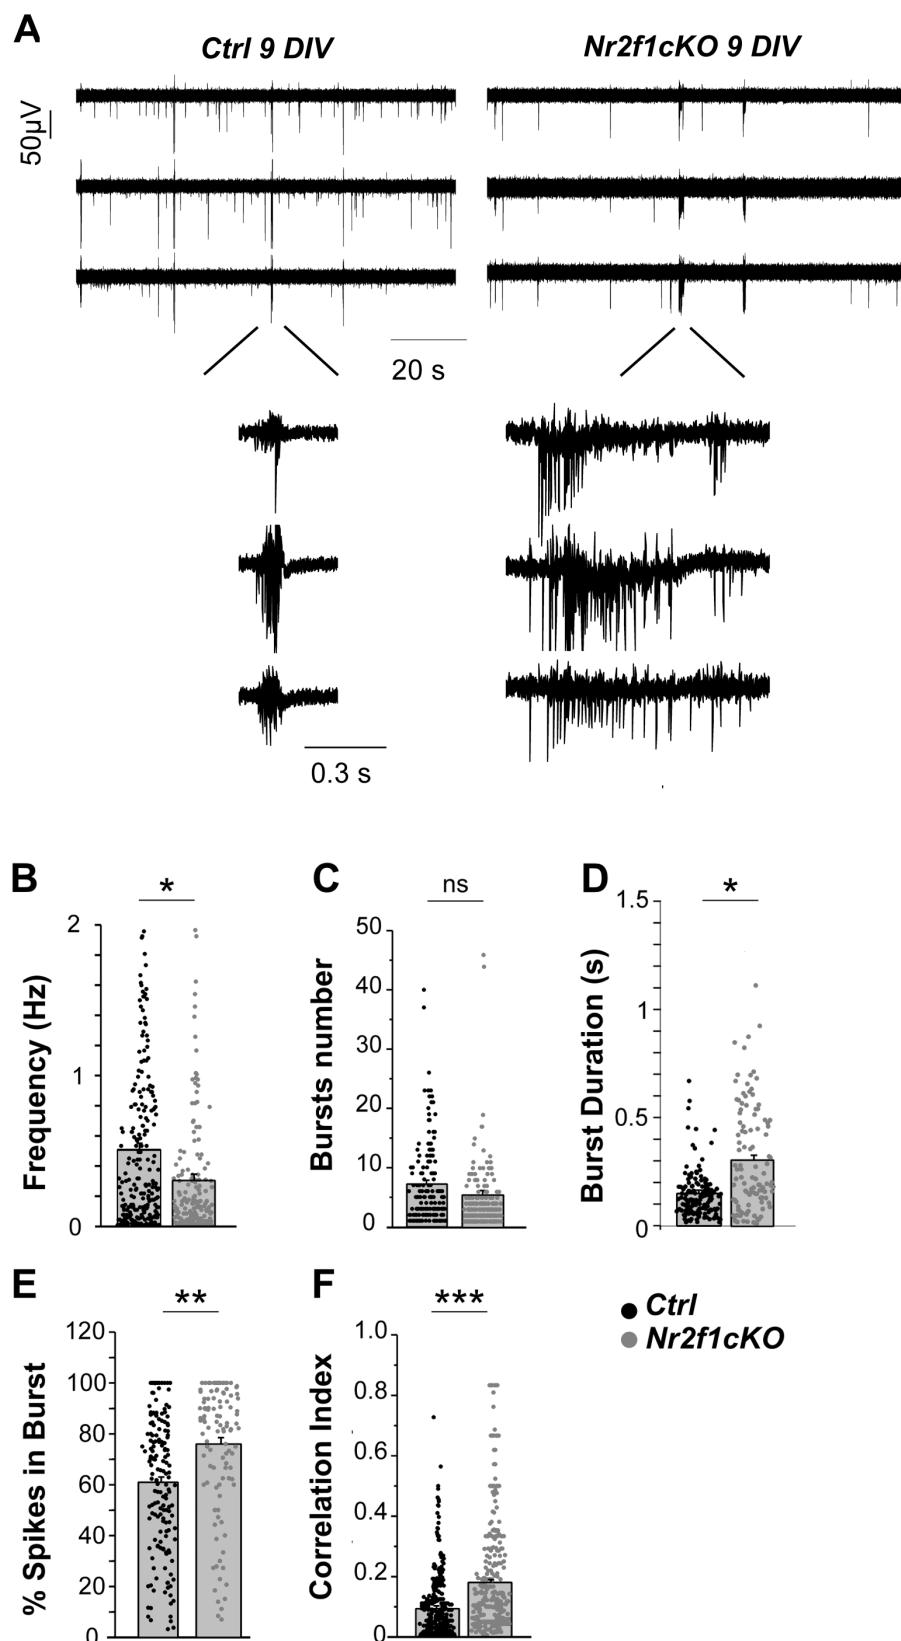 A
Ctrl 9 DIV
Nr2f1cKO 9 DIV
50µV
20 s
0.3 s
B
*
Frequency (Hz)
2
1
0
C
ns
Bursts number
50
40
30
20
10
0
D
*
Burst Duration (s)
1.5
1
0.5
0
E
**
% Spikes in Burst
120
100
80
60
40
20
0
F
***
Correlation Index
1.0
0.8
0.6
0.4
0.2
0
Ctrl
Nr2f1cKO